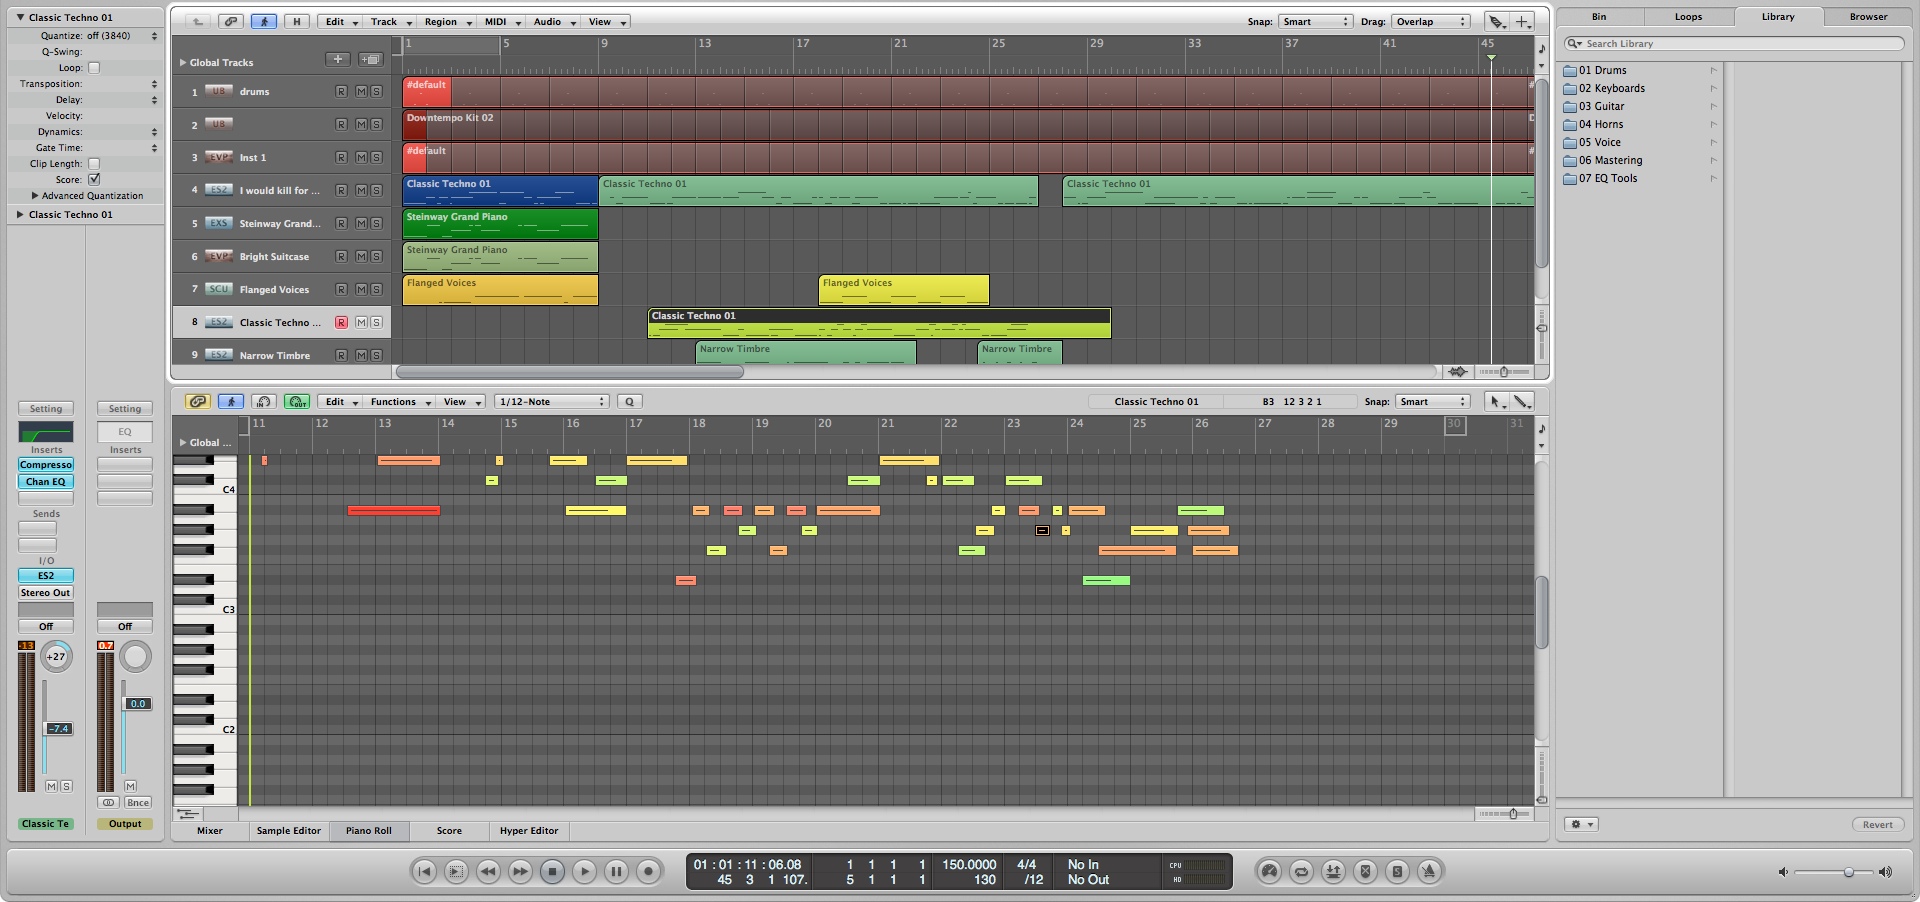 Classic Techno 01
Quantize: off (3840)
Q-Swing:
Loop:
Transposition:
Delay:
Velocity:
Dynamics:
Gate Time:
Clip Length:
Score:
Advanced Quantization
Classic Techno 01
H Edit Track Region MIDI Audio View Snap: Smart Drag: Overlap
1 5 9 13 17 21 25 29 33 37 41 45
Global Tracks
1 UB drums R M S #default #
2 UB R M S Downtempo Kit 02 D
3 EVP Inst 1 R M S #default #
4 ES2 I would kill for ... R M S Classic Techno 01 Classic Techno 01 Classic Techno 01
5 EXS Steinway Grand... R M S Steinway Grand Piano
6 EVP Bright Suitcase R M S Steinway Grand Piano
7 SCU Flanged Voices R M S Flanged Voices Flanged Voices
8 ES2 Classic Techno ... R M S Classic Techno 01
9 ES2 Narrow Timbre R M S Narrow Timbre Narrow Timbre
Bin Loops Library Browser
Search Library
01 Drums
02 Keyboards
03 Guitar
04 Horns
05 Voice
06 Mastering
07 EQ Tools
Revert
IN OUT Edit Functions View 1/12-Note Q Classic Techno 01 B3 12 3 2 1 Snap: Smart
11 12 13 14 15 16 17 18 19 20 21 22 23 24 25 26 27 28 29 30 31
Global ...
C4
C3
C2
Setting Setting
EQ
Inserts Inserts
Compresso
Chan EQ
Sends
I/O
ES2
Stereo Out
Off Off
-13 +27 0.7
0.0
-7.4
M S M
Bnce
Classic Te Output
Mixer Sample Editor Piano Roll Score Hyper Editor
01 : 01 : 11 : 06.08 1 1 1 1 150.0000 4/4 No In CPU
45 3 1 107. 5 1 1 1 130 /12 No Out HD
S